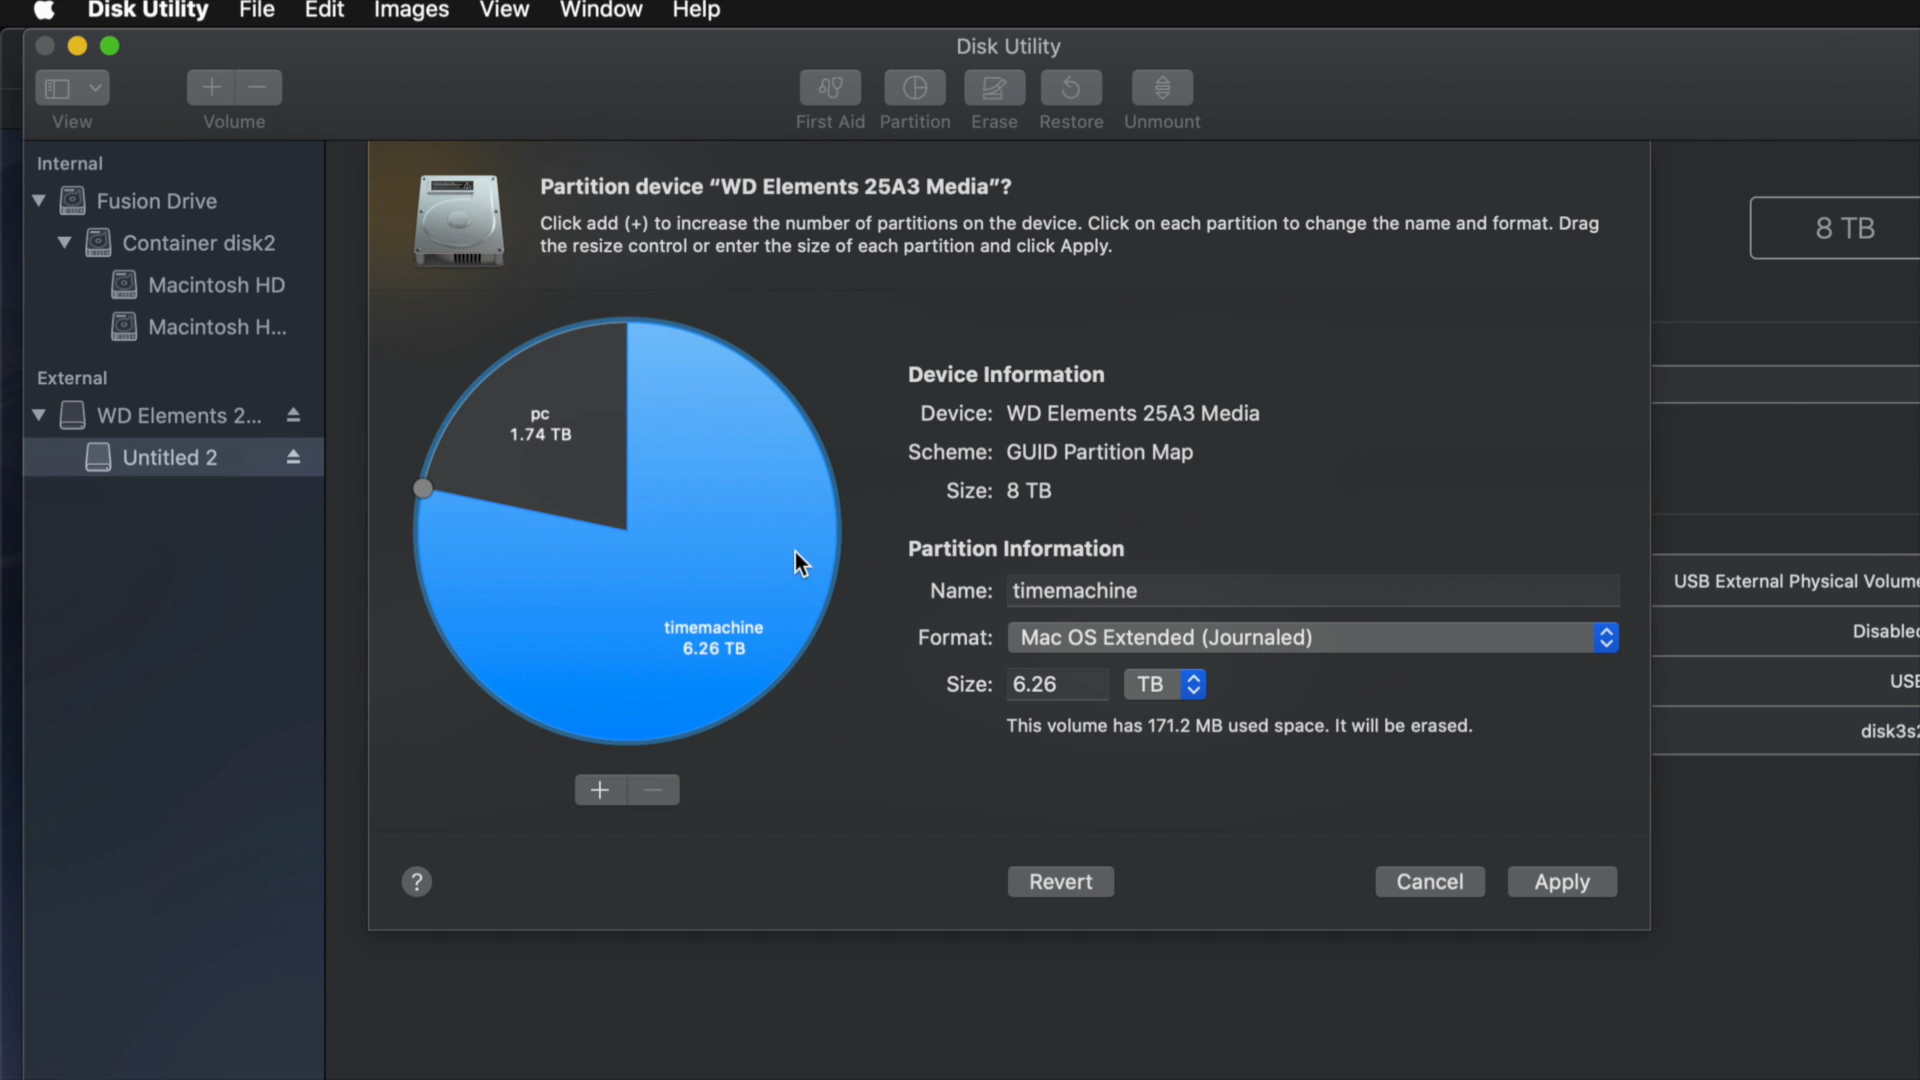 Disk Utility File Edit Images View Window Help
Disk Utility
View
Volume
First Aid Partition Erase Restore Unmount
Internal
Fusion Drive
Container disk2
Macintosh HD
Macintosh H...
External
WD Elements 2...
Untitled 2
Partition device “WD Elements 25A3 Media”?
Click add (+) to increase the number of partitions on the device. Click on each partition to change the name and format. Drag
the resize control or enter the size of each partition and click Apply.
8 TB
pc
1.74 TB
timemachine
6.26 TB
Device Information
Device: WD Elements 25A3 Media
Scheme: GUID Partition Map
Size: 8 TB
Partition Information
Name: timemachine
Format: Mac OS Extended (Journaled)
Size: 6.26 TB
This volume has 171.2 MB used space. It will be erased.
USB External Physical Volume
Disabled
USB
disk3s2
? Revert Cancel Apply